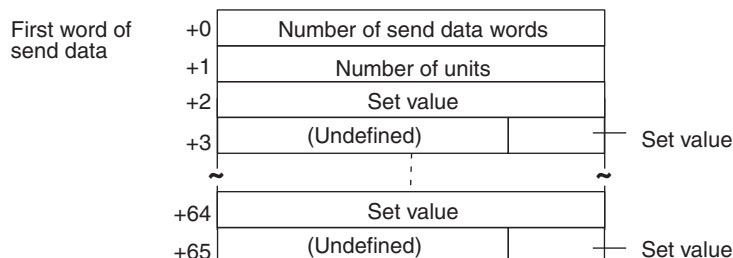 First word of
send data
+0 Number of send data words
+1 Number of units
+2 Set value
+3 (Undefined) Set value
~ ~
+64 Set value
+65 (Undefined) Set value